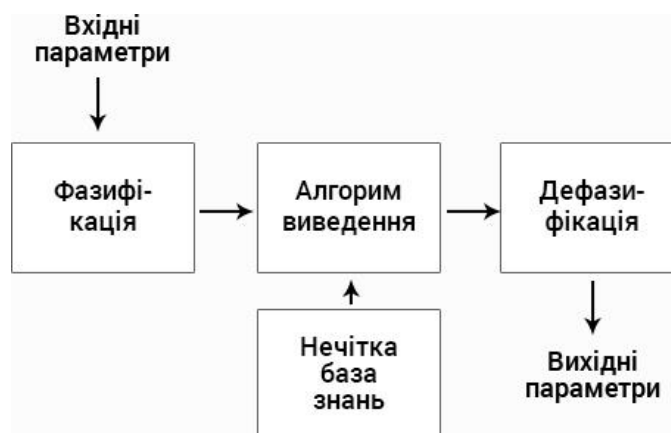 Вхідні
параметри
Фазифі-
кація
Алгорим
виведення
Дефази-
фікація
Нечітка
база
знань
Вихідні
параметри